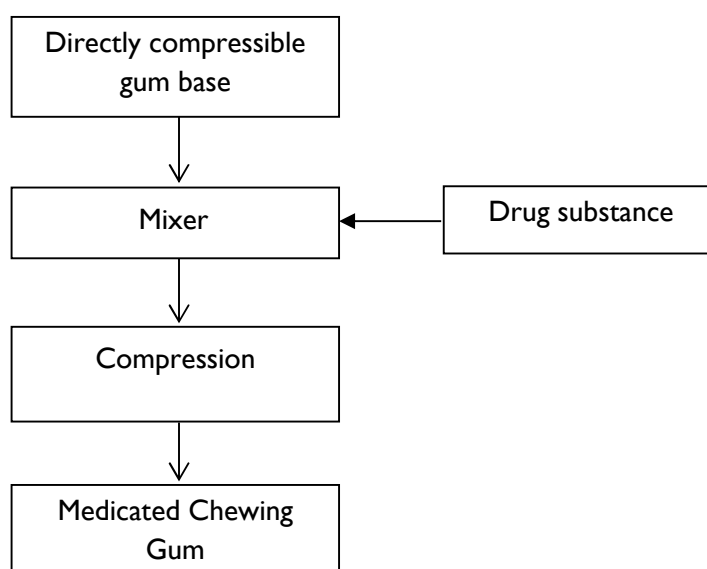 Directly compressible
gum base
Mixer
Drug substance
Compression
Medicated Chewing
Gum